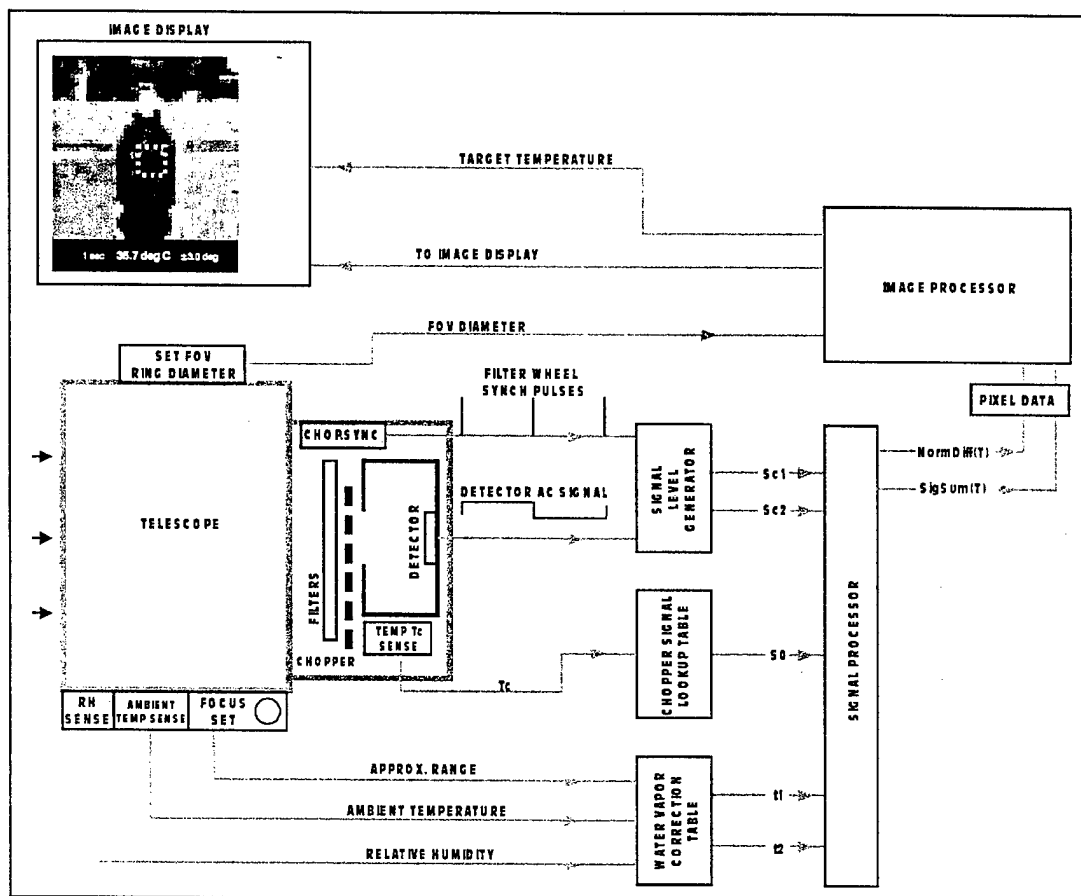 IMAGE DISPLAY
1 sec 36.7 deg C ±3.0 deg
TARGET TEMPERATURE
TO IMAGE DISPLAY
IMAGE PROCESSOR
FOV DIAMETER
SET FOV
RING DIAMETER
FILTER WHEEL
SYNCH PULSES
PIXEL DATA
CHOP.SYNC
NormDiff(T)
SigSum(T)
Sc1
Sc2
SIGNAL
LEVEL
GENERATOR
DETECTOR AC SIGNAL
TELESCOPE
DETECTOR
FILTERS
TEMP Tc
SENSE
CHOPPER
Tc
CHOPPER SIGNAL
LOOKUP TABLE
S0
SIGNAL PROCESSOR
RH
SENSE
AMBIENT
TEMP SENSE
FOCUS
SET
APPROX. RANGE
AMBIENT TEMPERATURE
RELATIVE HUMIDITY
WATER VAPOR
CORRECTION
TABLE
t1
t2